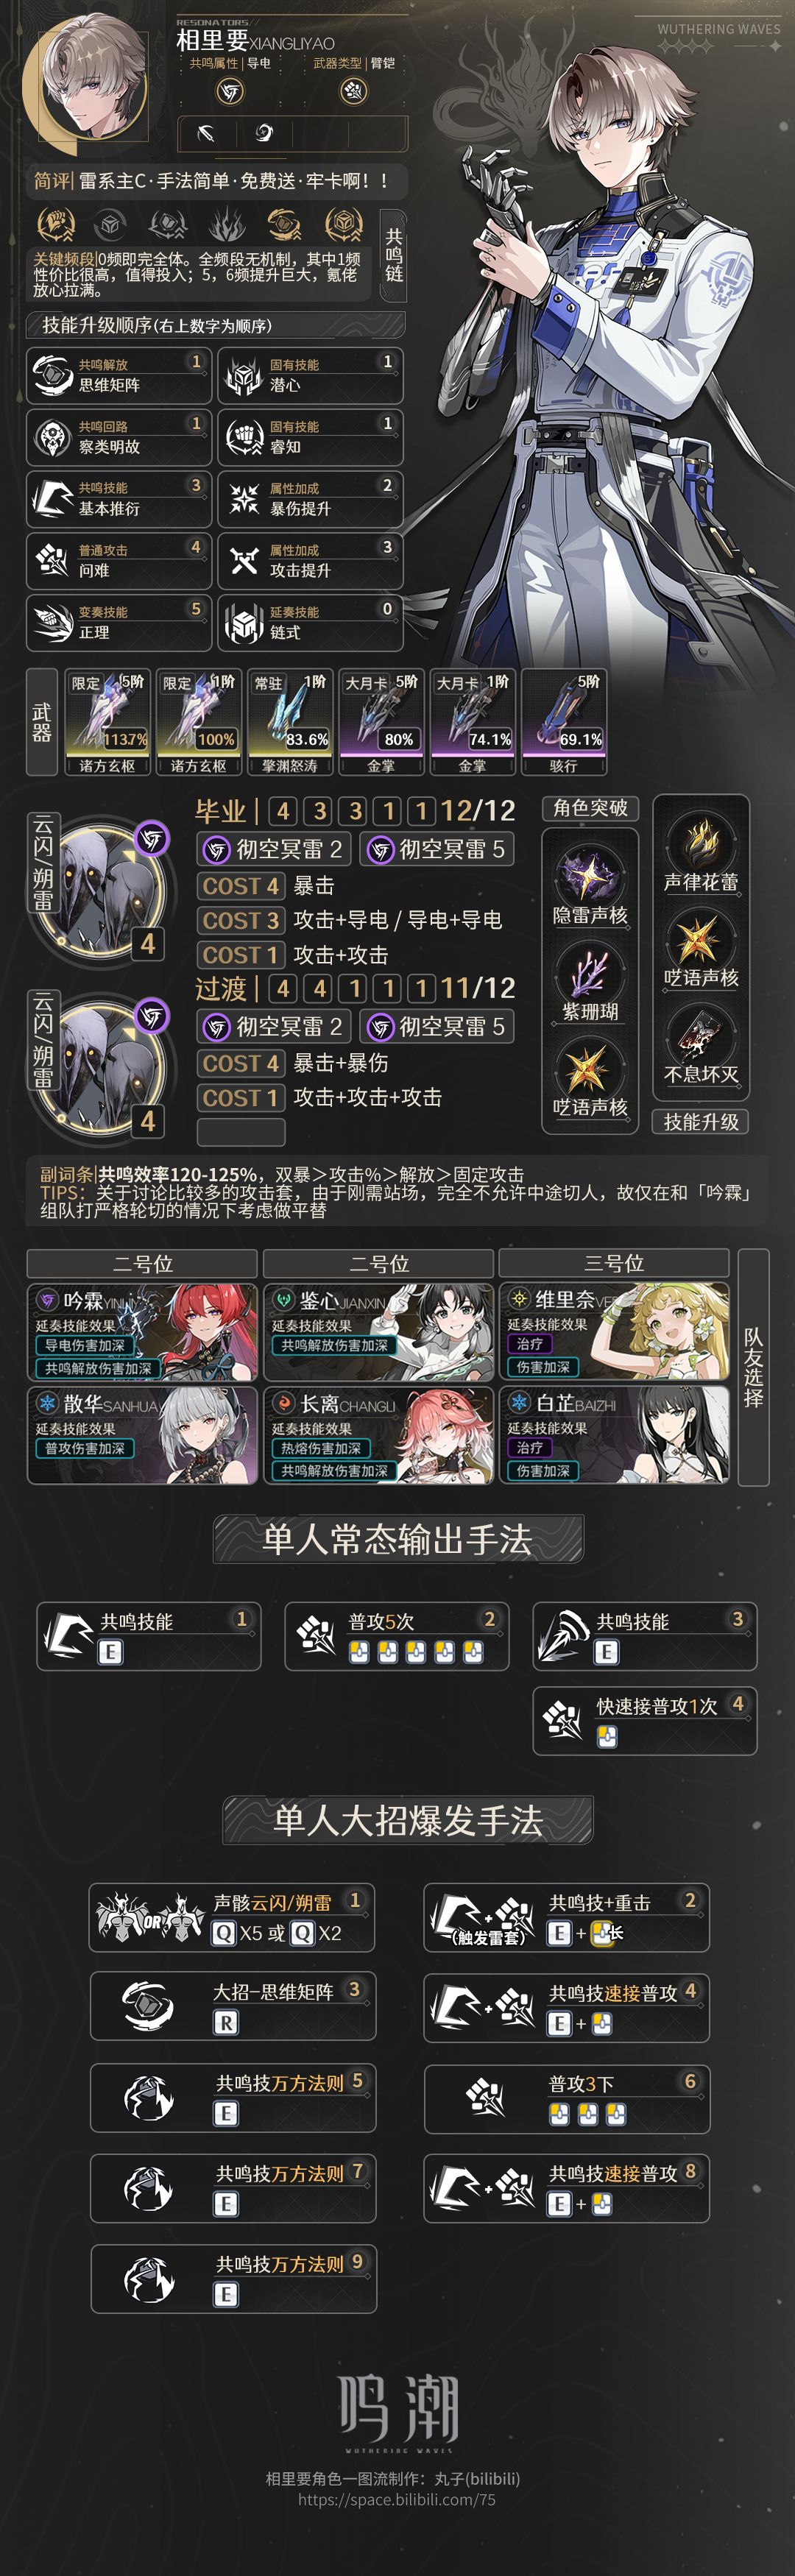 RESONATORS//
相里要XIANGLIYAO
WUTHERING WAVES
共鸣属性|导电
武器类型|臂铠
简评|雷系主C·手法简单·免费送·牢卡啊！！
共鸣链
关键频段|0频即完全体。全频段无机制，其中1频
性价比很高，值得投入；5，6频提升巨大，氪佬
放心拉满。
技能升级顺序(右上数字为顺序)
共鸣解放 1
思维矩阵
固有技能 1
潜心
共鸣回路 1
察类明故
固有技能 1
睿知
共鸣技能 3
基本推衍
属性加成 2
暴伤提升
普通攻击 4
问难
属性加成 3
攻击提升
变奏技能 5
正理
延奏技能 0
链式
武器
限定 5阶
113.7%
诸方玄枢
限定 1阶
100%
诸方玄枢
常驻 1阶
83.6%
擎渊怒涛
大月卡 5阶
80%
金掌
大月卡 1阶
74.1%
金掌
5阶
69.1%
骇行
云闪/朔雷
4
毕业| 4 3 3 1 1 12/12
彻空冥雷 2 彻空冥雷 5
COST 4 暴击
COST 3 攻击+导电 / 导电+导电
COST 1 攻击+攻击
云闪/朔雷
4
过渡| 4 4 1 1 1 11/12
彻空冥雷 2 彻空冥雷 5
COST 4 暴击+暴伤
COST 1 攻击+攻击+攻击
角色突破
隐雷声核
紫珊瑚
呓语声核
声律花蕾
呓语声核
不息坏灭
技能升级
副词条|共鸣效率120-125%，双暴＞攻击%＞解放＞固定攻击
TIPS：关于讨论比较多的攻击套，由于刚需站场，完全不允许中途切人，故仅在和「吟霖」
组队打严格轮切的情况下考虑做平替
二号位
二号位
三号位
队友选择
吟霖YINLIN
延奏技能效果
导电伤害加深
共鸣解放伤害加深
鉴心JIANXIN
延奏技能效果
共鸣解放伤害加深
维里奈VE
延奏技能效果
治疗
伤害加深
散华SANHUA
延奏技能效果
普攻伤害加深
长离CHANGLI
延奏技能效果
热熔伤害加深
共鸣解放伤害加深
白芷BAIZHI
延奏技能效果
治疗
伤害加深
单人常态输出手法
共鸣技能 1
E
普攻5次 2
共鸣技能 3
E
快速接普攻1次 4
单人大招爆发手法
OR
声骸云闪/朔雷 1
Q X5 或 Q X2
(触发雷套)
共鸣技+重击 2
E + 长
大招-思维矩阵 3
R
共鸣技速接普攻 4
E +
共鸣技万方法则 5
E
普攻3下 6
共鸣技万方法则 7
E
共鸣技速接普攻 8
E +
共鸣技万方法则 9
E
鸣潮
WUTHERING WAVES
相里要角色一图流制作：丸子(bilibili)
https://space.bilibili.com/75